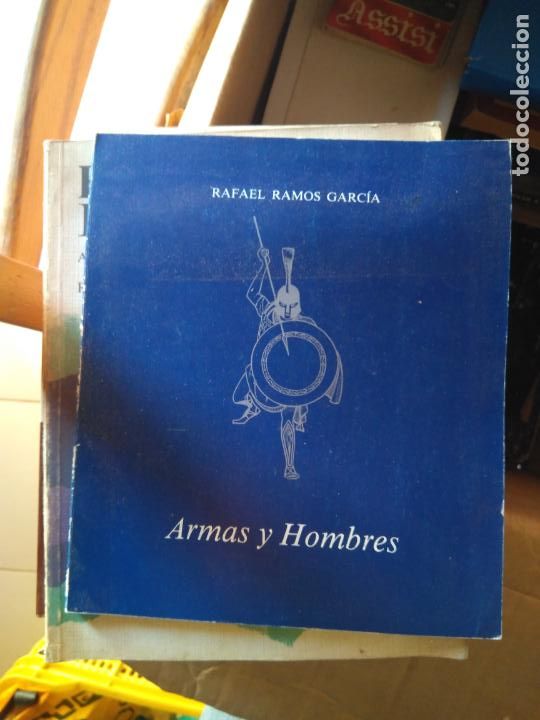 Assisi
RAFAEL RAMOS GARCÍA
Armas y Hombres
todocoleccion